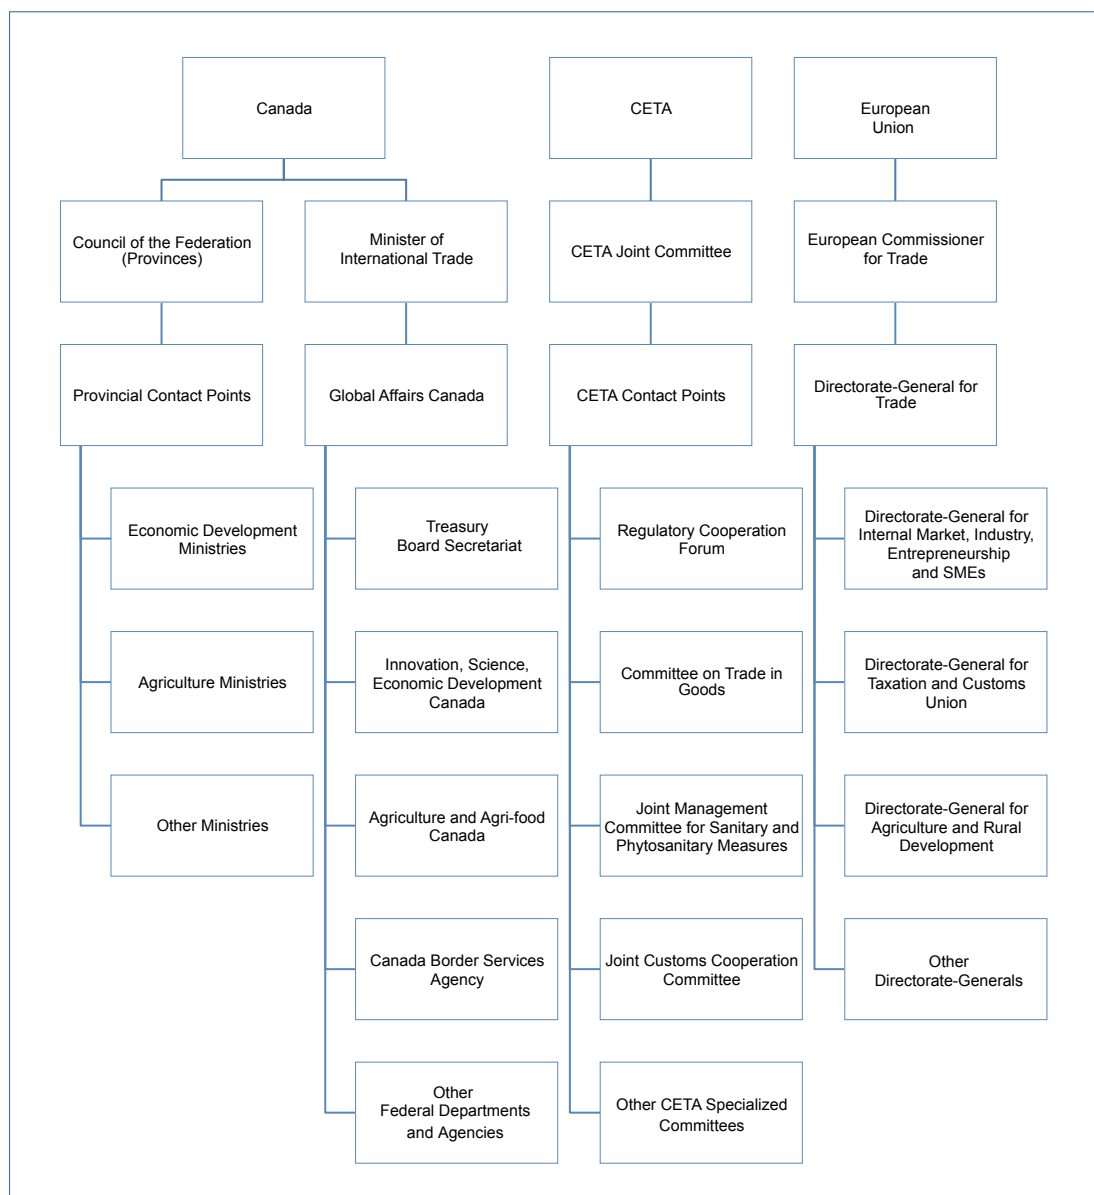 Canada
CETA
European
Union
Council of the Federation
(Provinces)
Minister of
International Trade
CETA Joint Committee
European Commissioner
for Trade
Provincial Contact Points
Global Affairs Canada
CETA Contact Points
Directorate-General for
Trade
Economic Development
Ministries
Treasury
Board Secretariat
Regulatory Cooperation
Forum
Directorate-General for
Internal Market, Industry,
Entrepreneurship
and SMEs
Agriculture Ministries
Innovation, Science,
Economic Development
Canada
Committee on Trade in
Goods
Directorate-General for
Taxation and Customs
Union
Other Ministries
Agriculture and Agri-food
Canada
Joint Management
Committee for Sanitary and
Phytosanitary Measures
Directorate-General for
Agriculture and Rural
Development
Canada Border Services
Agency
Joint Customs Cooperation
Committee
Other
Directorate-Generals
Other
Federal Departments
and Agencies
Other CETA Specialized
Committees